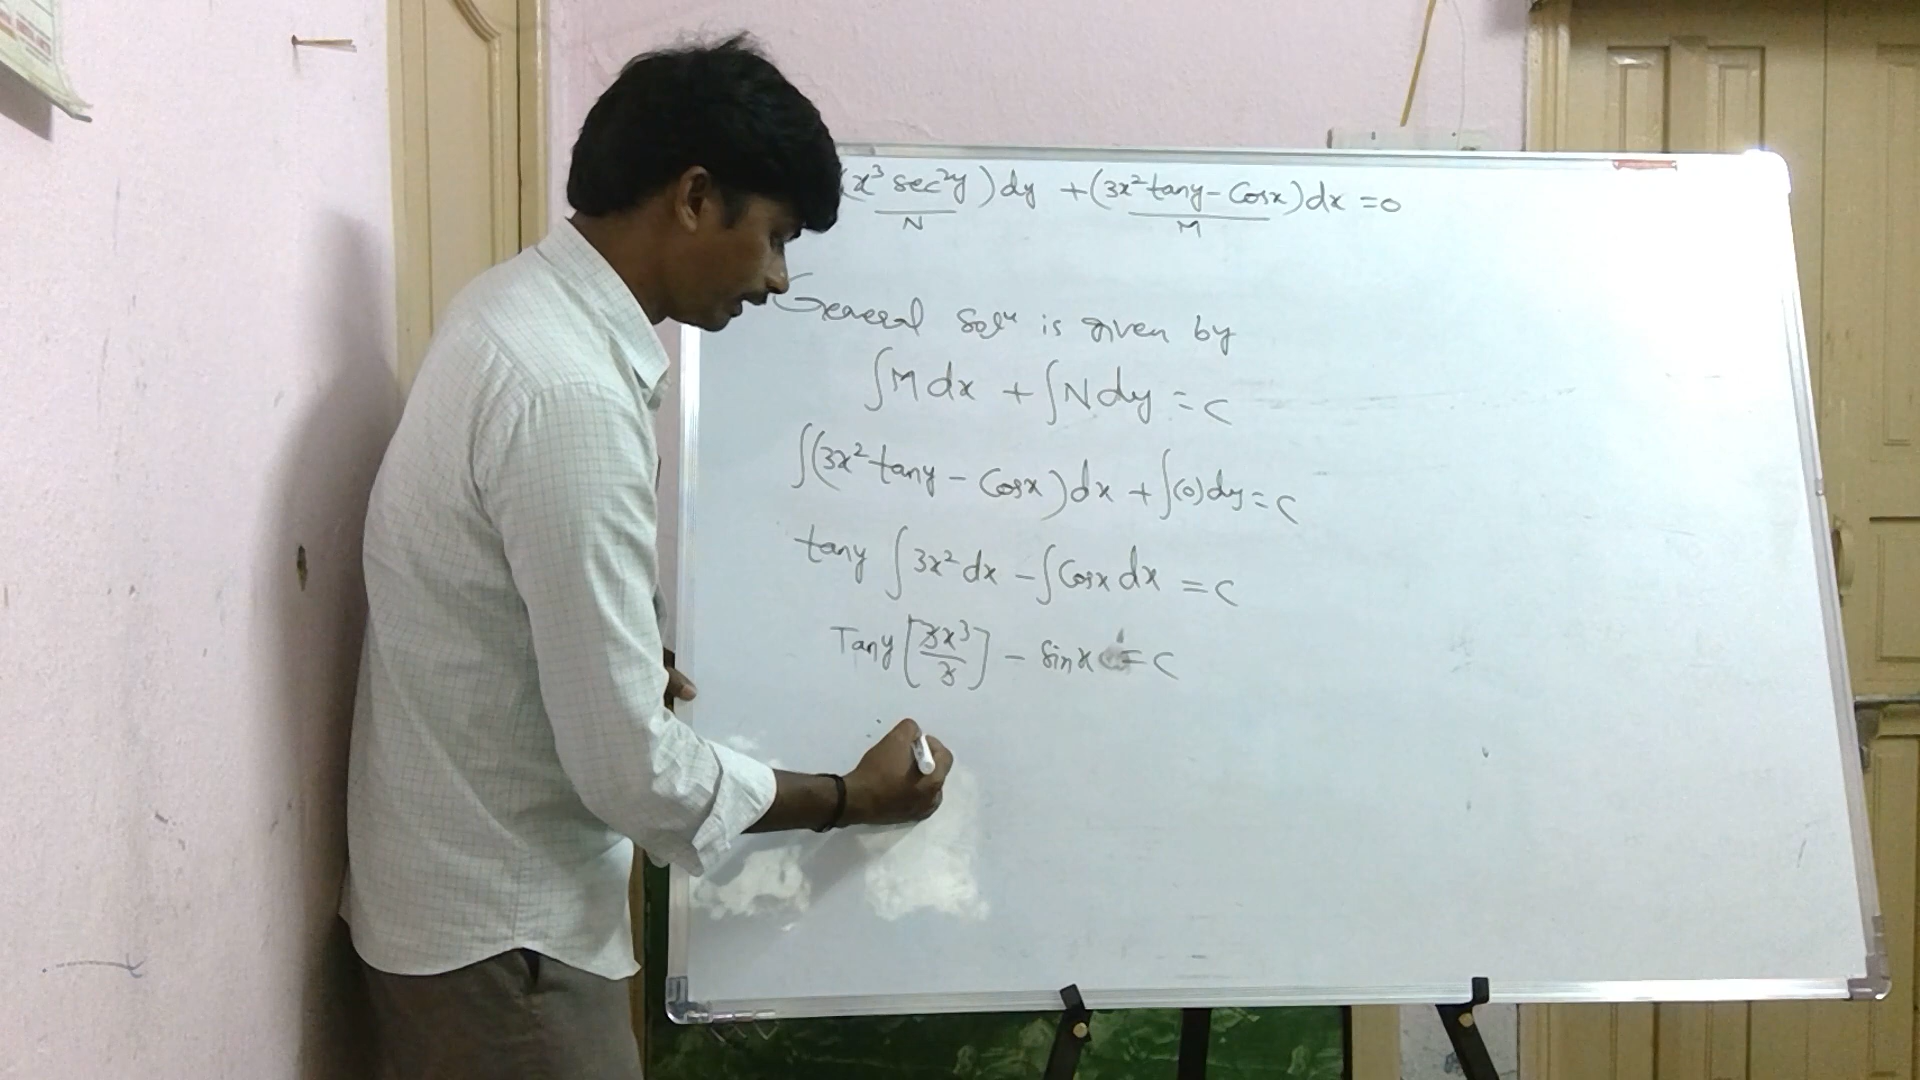 (x³ sec²y) dy + (3x² tany - Cosx) dx = 0
N M
General Solⁿ is given by
∫M dx + ∫N dy = c
∫(3x² tany - Cosx) dx + ∫(0) dy = c
tany ∫3x² dx - ∫Cosx dx = c
Tany [3x³/3] - Sinx = c
∴